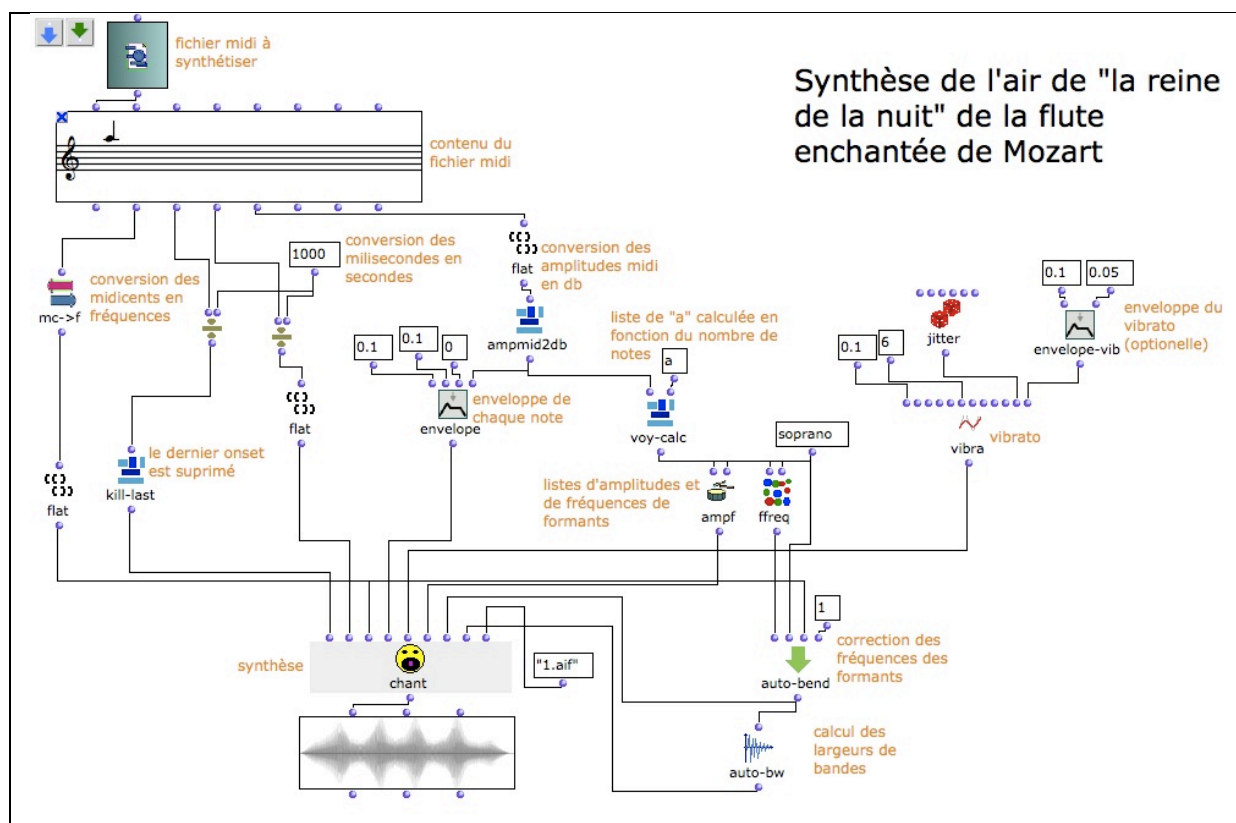 fichier midi à
synthétiser
Synthèse de l'air de "la reine
de la nuit" de la flute
enchantée de Mozart
contenu du
fichier midi
1000
conversion des
milisecondes en
secondes
flat
conversion des
amplitudes midi
en db
mc->f
conversion des
midicents en
fréquences
ampmid2db
liste de "a" calculée en
fonction du nombre de
notes
a
0.1
0.1
0
envelope
enveloppe de
chaque note
flat
voy-calc
soprano
0.1
6
jitter
0.1
0.05
envelope-vib
enveloppe du
vibrato
(optionelle)
vibra
vibrato
flat
le dernier onset
est suprimé
kill-last
listes d'amplitudes et
de fréquences de
formants
ampf
ffreq
synthèse
chant
"1.aif"
1
correction des
fréquences des
formants
auto-bend
calcul des
largeurs de
bandes
auto-bw